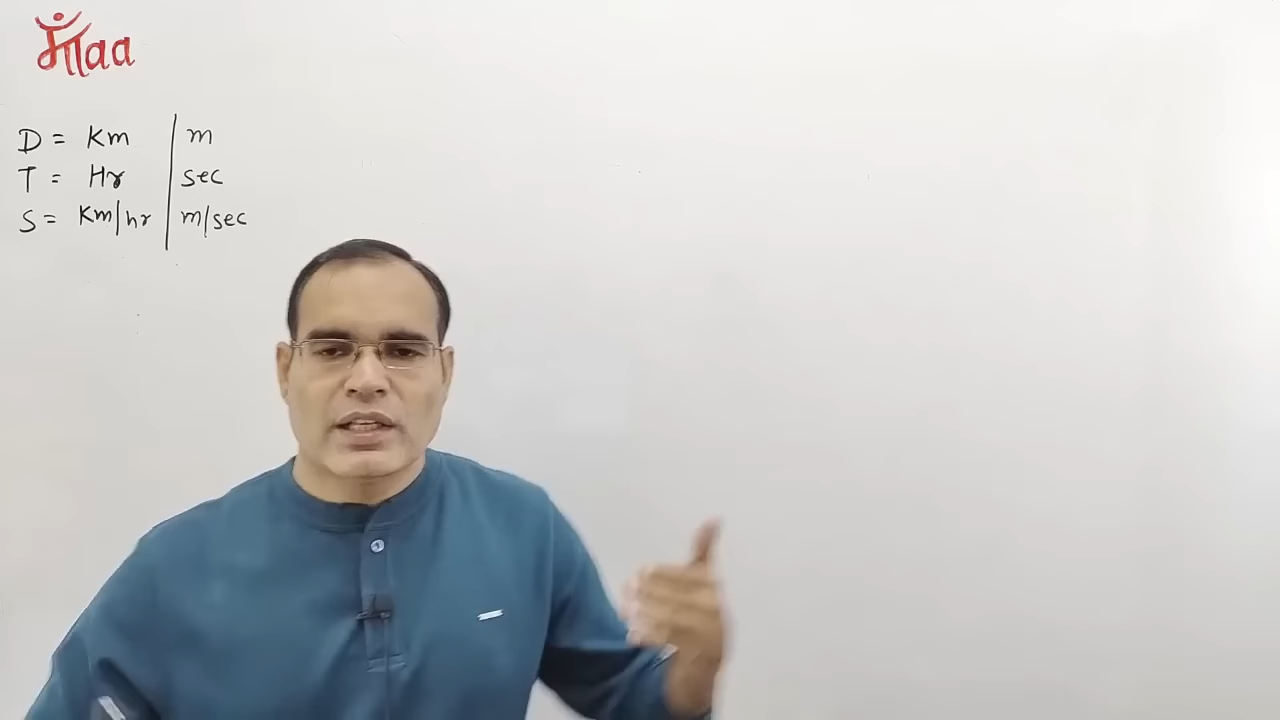 माँaa
D = Km | m
T = Hr | sec
S = Km/hr | m/sec